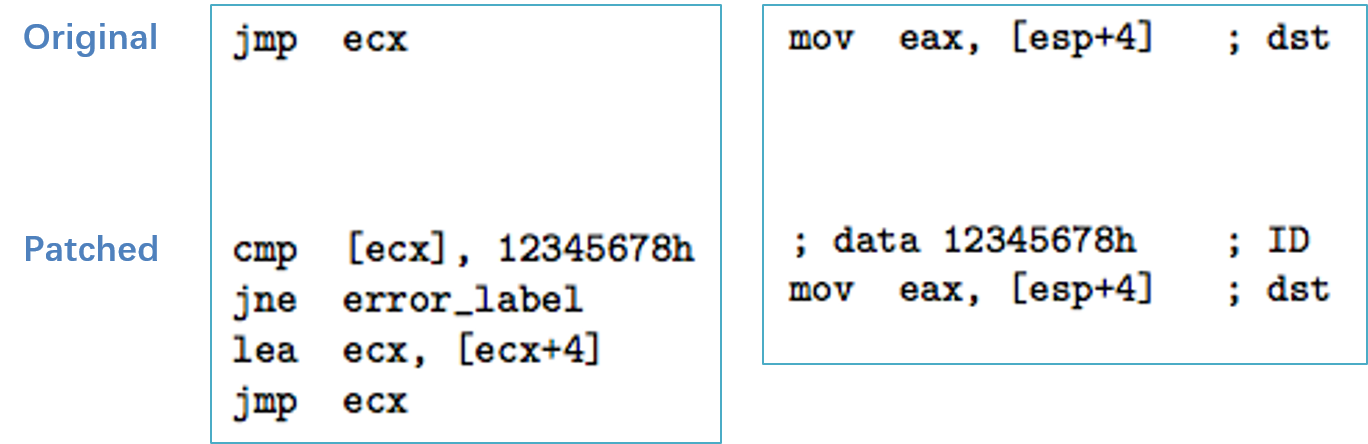 Original
jmp ecx
mov eax, [esp+4] ; dst
Patched
cmp [ecx], 12345678h
jne error_label
lea ecx, [ecx+4]
jmp ecx
; data 12345678h ; ID
mov eax, [esp+4] ; dst